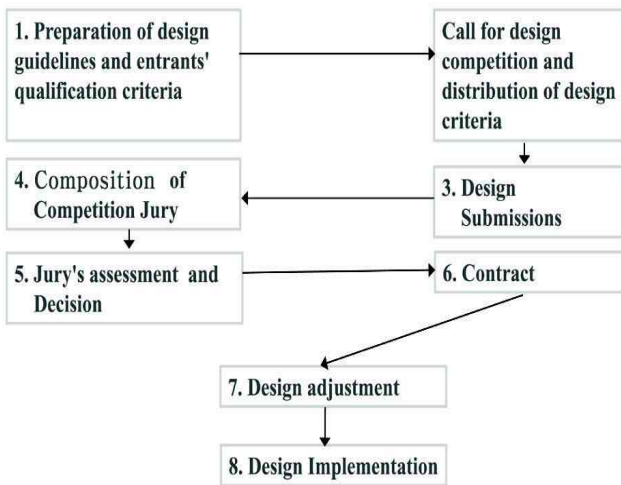 1. Preparation of design
guidelines and entrants'
qualification criteria
Call for design
competition and
distribution of design
criteria
3. Design
Submissions
4. Composition of
Competition Jury
5. Jury's assessment and
Decision
6. Contract
7. Design adjustment
8. Design Implementation